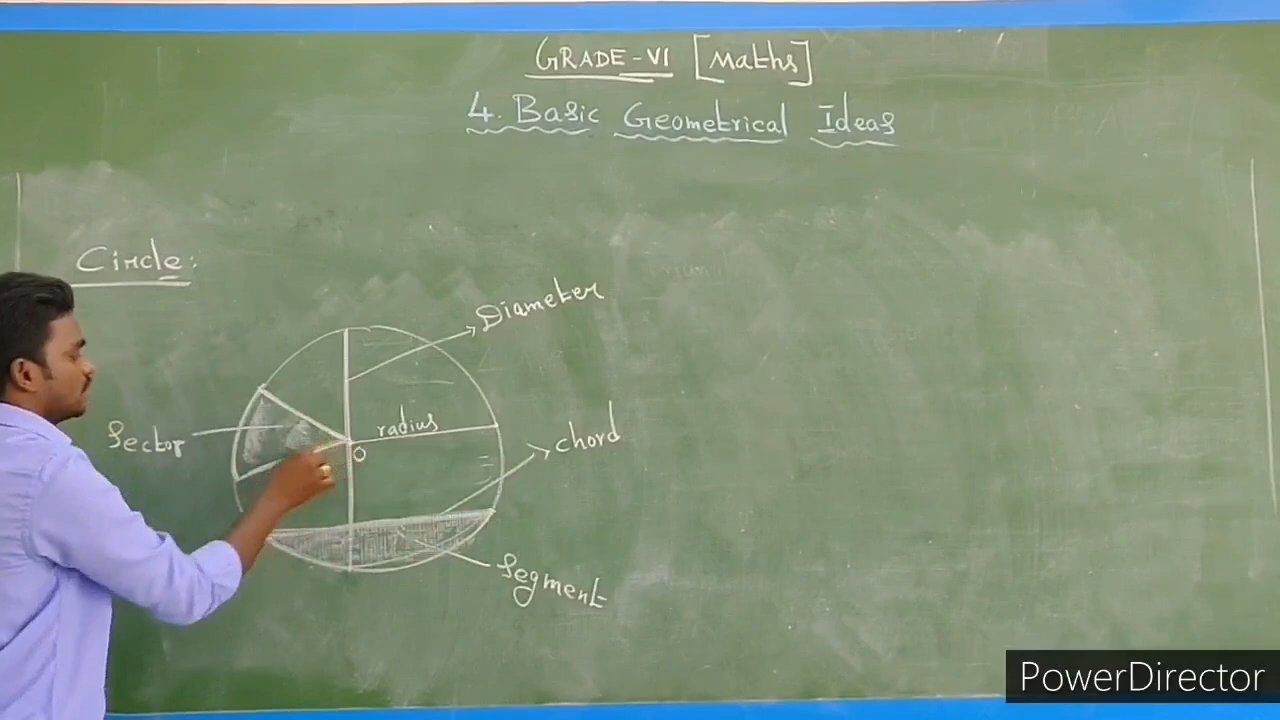 GRADE-VI [Maths]
4. Basic Geometrical Ideas
Circle:
Diameter
radius
chord
Sector
O
Segment
PowerDirector